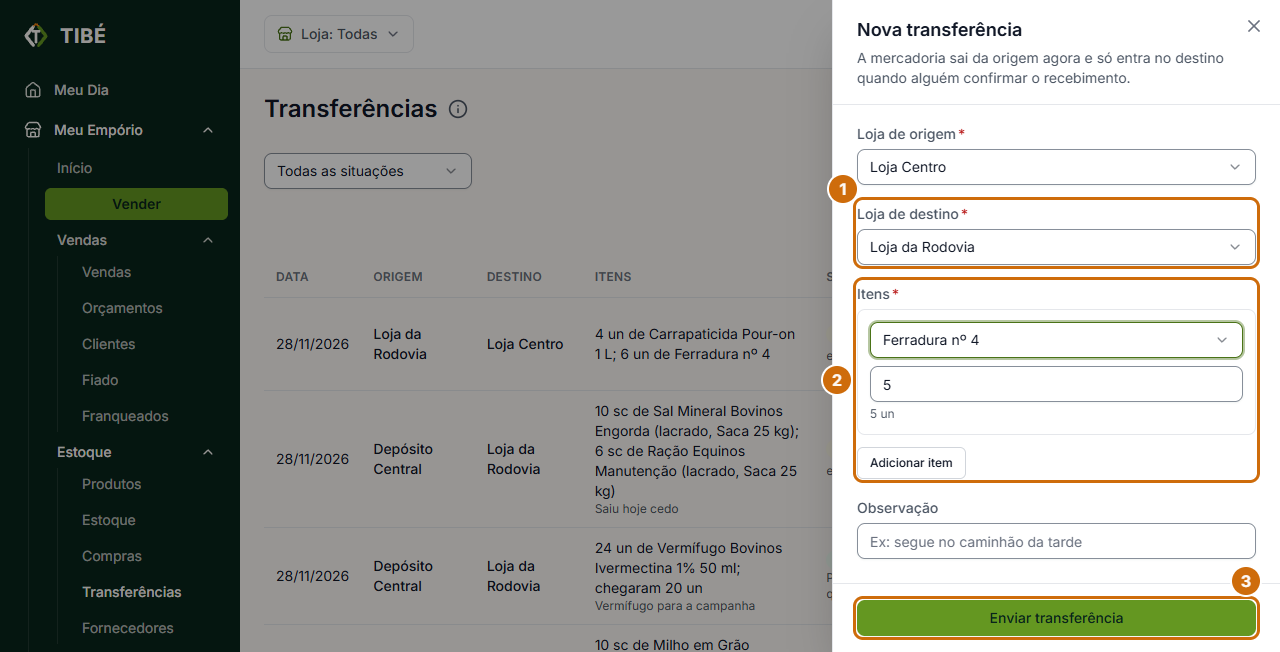 TIBÉ
Meu Dia
Meu Empório
Início
Vender
Vendas
Vendas
Orçamentos
Clientes
Fiado
Franqueados
Estoque
Produtos
Estoque
Compras
Transferências
Fornecedores
Loja: Todas
Transferências
Todas as situações
DATA ORIGEM DESTINO ITENS
28/11/2026
Loja da
Rodovia
Loja Centro
4 un de Carrapaticida Pour-on
1 L; 6 un de Ferradura nº 4
28/11/2026
Depósito
Central
Loja da
Rodovia
10 sc de Sal Mineral Bovinos
Engorda (lacrado, Saca 25 kg);
6 sc de Ração Equinos
Manutenção (lacrado, Saca 25
kg)
Saiu hoje cedo
28/11/2026
Depósito
Central
Loja da
Rodovia
24 un de Vermífugo Bovinos
Ivermectina 1% 50 ml;
chegaram 20 un
Vermífugo para a campanha
10 sc de Milho em Grão
Nova transferência
A mercadoria sai da origem agora e só entra no destino
quando alguém confirmar o recebimento.
Loja de origem *
Loja Centro
1
Loja de destino *
Loja da Rodovia
Itens *
Ferradura nº 4
2
5
5 un
Adicionar item
Observação
Ex: segue no caminhão da tarde
3
Enviar transferência